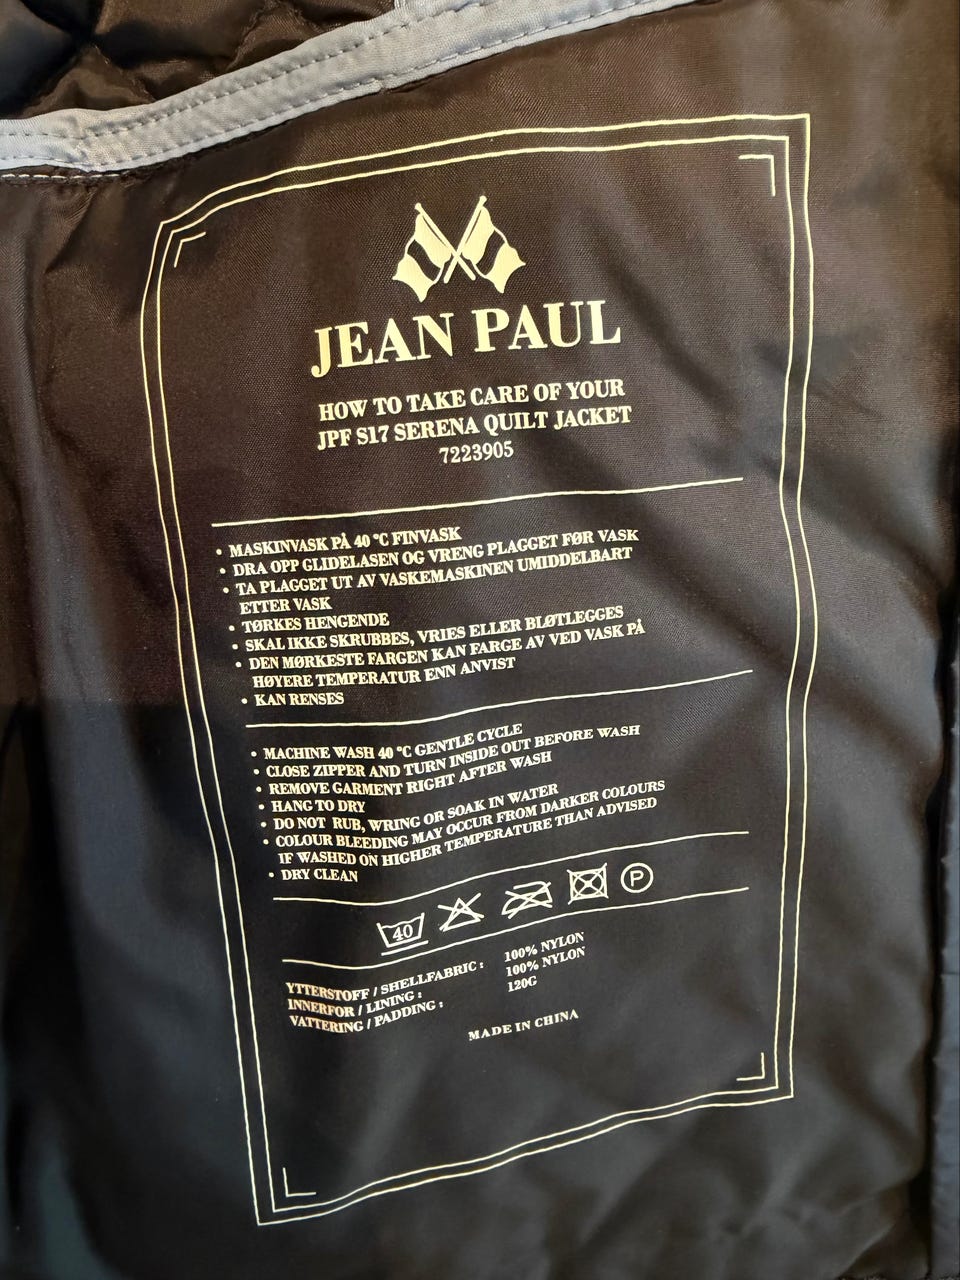 JEAN PAUL
HOW TO TAKE CARE OF YOUR
JPF S17 SERENA QUILT JACKET
7223905
• MASKINVASK PÅ 40 °C FINVASK
• DRA OPP GLIDELASEN OG VRENG PLAGGET FØR VASK
• TA PLAGGET UT AV VASKEMASKINEN UMIDDELBART
ETTER VASK
• TØRKES HENGENDE
• SKAL IKKE SKRUBBES, VRIES ELLER BLØTLEGGES
• DEN MØRKESTE FARGEN KAN FARGE AV VED VASK PÅ
HØYERE TEMPERATUR ENN ANVIST
• KAN RENSES
• MACHINE WASH 40 °C GENTLE CYCLE
• CLOSE ZIPPER AND TURN INSIDE OUT BEFORE WASH
• REMOVE GARMENT RIGHT AFTER WASH
• HANG TO DRY
• DO NOT RUB, WRING OR SOAK IN WATER
• COLOUR BLEEDING MAY OCCUR FROM DARKER COLOURS
IF WASHED ON HIGHER TEMPERATURE THAN ADVISED
• DRY CLEAN
40 P
YTTERSTOFF / SHELLFABRIC : 100% NYLON
INNERFOR / LINING : 100% NYLON
VATTERING / PADDING : 120G
MADE IN CHINA